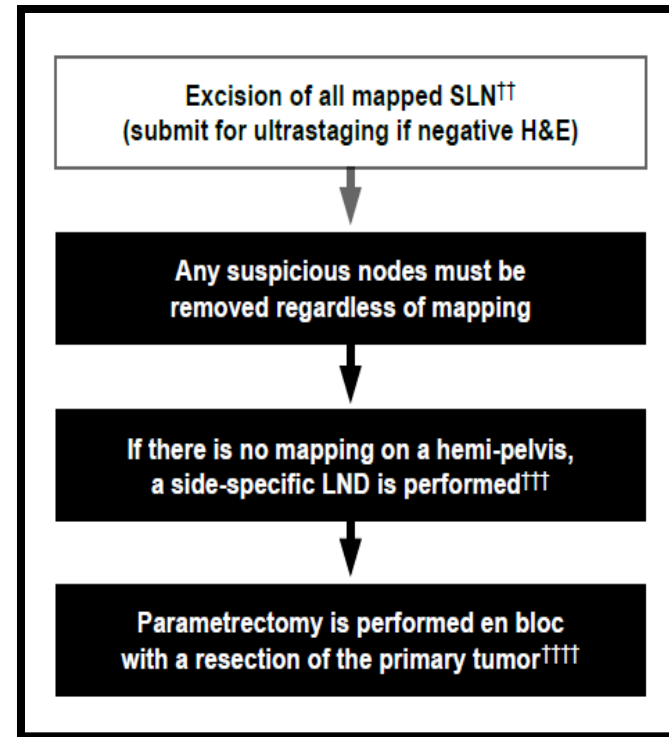 Excision of all mapped SLN††
(submit for ultrastaging if negative H&E)
Any suspicious nodes must be
removed regardless of mapping
If there is no mapping on a hemi-pelvis,
a side-specific LND is performed†††
Parametrectomy is performed en bloc
with a resection of the primary tumor††††